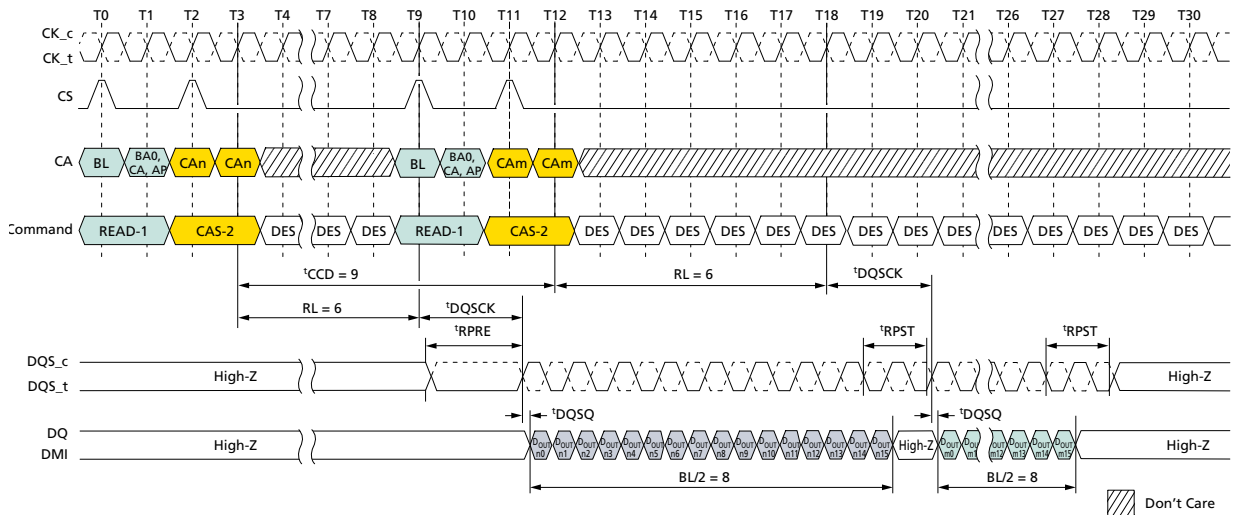 T0 T1 T2 T3 T4 T7 T8 T9 T10 T11 T12 T13 T14 T15 T16 T17 T18 T19 T20 T21 T26 T27 T28 T29 T30
CK_c
CK_t
CS
CA BL BA0, CA, AP CAn CAn BL BA0, CA, AP CAm CAm
Command READ-1 CAS-2 DES DES DES READ-1 CAS-2 DES DES DES DES DES DES DES DES DES DES DES DES DES DES
tCCD = 9 RL = 6 tDQSCK
RL = 6 tDQSCK
tRPRE tRPST tRPST
DQS_c
DQS_t High-Z High-Z
tDQSQ tDQSQ
DQ
DMI High-Z DOUT n0 DOUT n1 DOUT n2 DOUT n3 DOUT n4 DOUT n5 DOUT n6 DOUT n7 DOUT n8 DOUT n9 DOUT n10 DOUT n11 DOUT n12 DOUT n13 DOUT n14 DOUT n15 High-Z DOUT m0 DOUT m1 DOUT m12 DOUT m13 DOUT m14 DOUT m15 High-Z
BL/2 = 8 BL/2 = 8
Don't Care